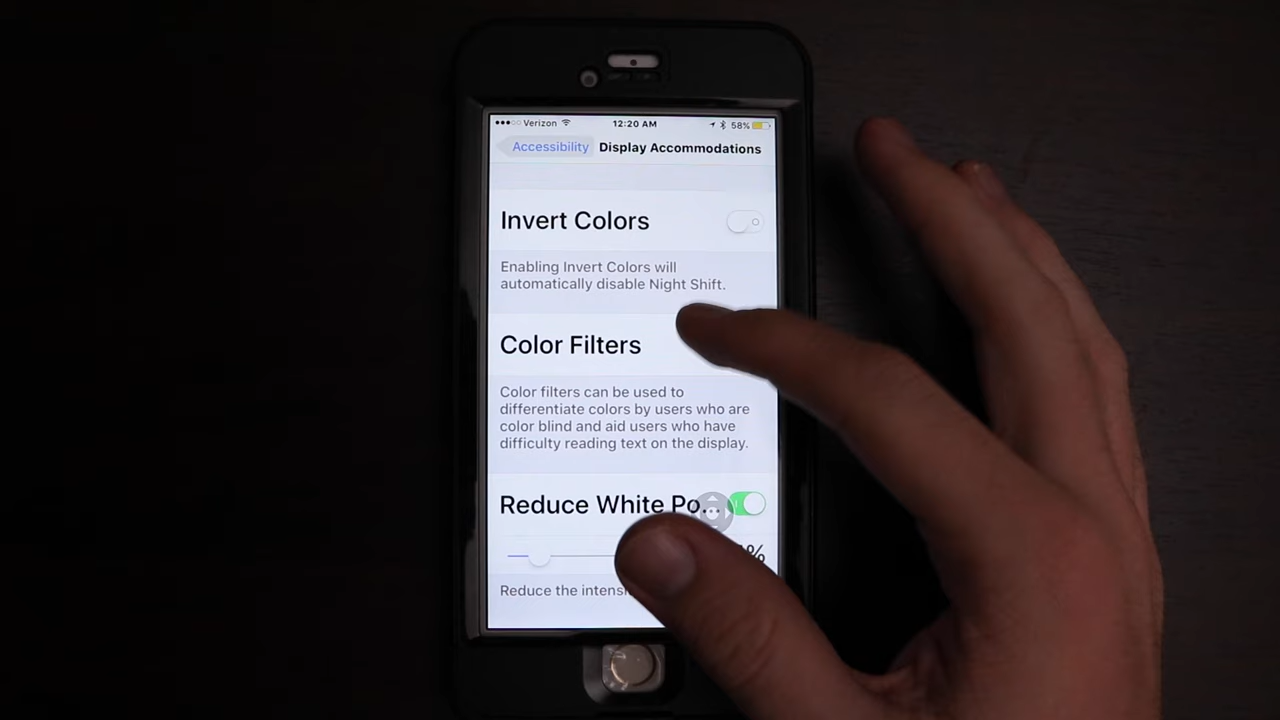 Verizon 12:20 AM 58%
Accessibility Display Accommodations
Invert Colors
Enabling Invert Colors will
automatically disable Night Shift.
Color Filters
Color filters can be used to
differentiate colors by users who are
color blind and aid users who have
difficulty reading text on the display.
Reduce White Po...
%
Reduce the